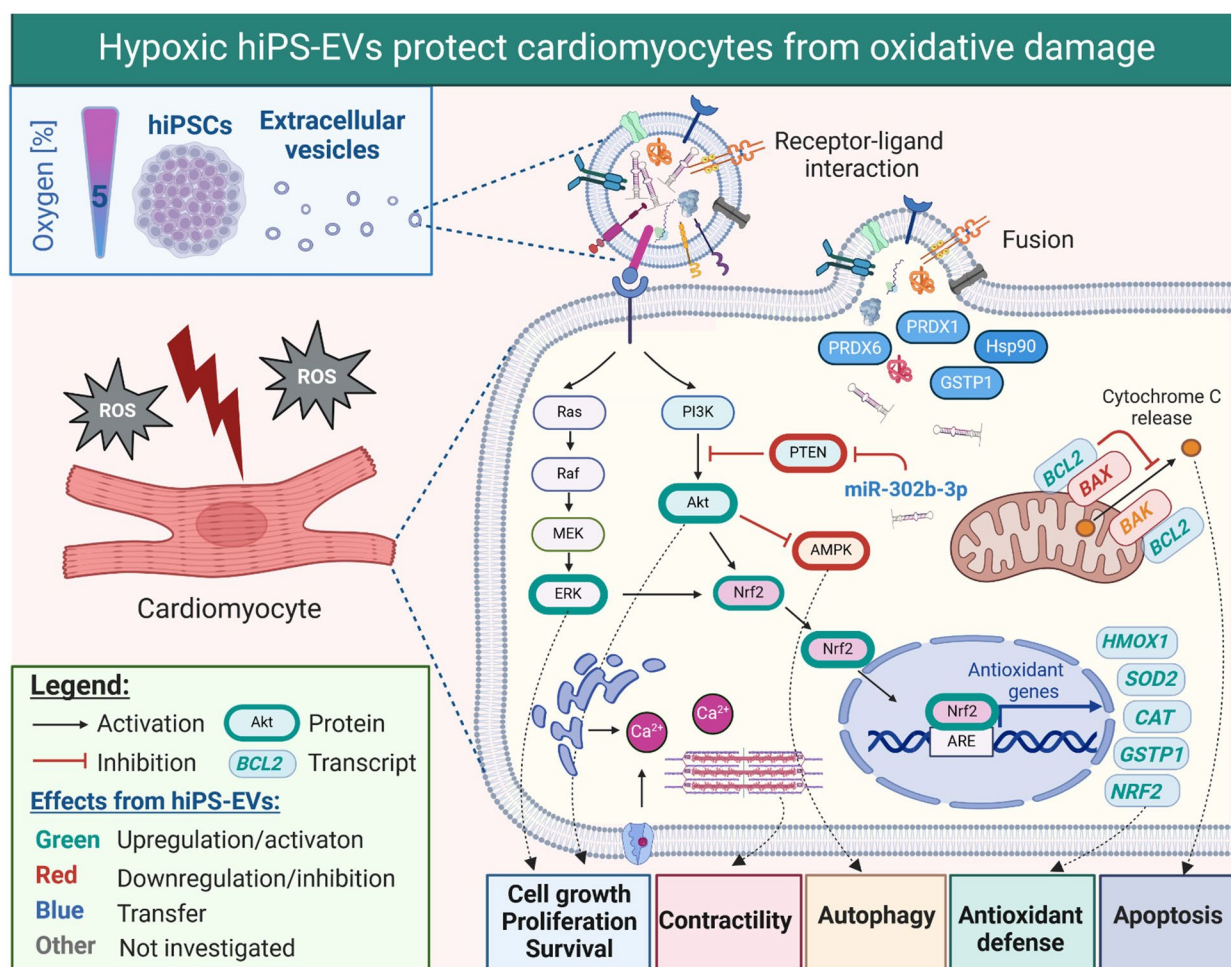 Hypoxic hiPS-EVs protect cardiomyocytes from oxidative damage
Oxygen [%]
5
hiPSCs
Extracellular
vesicles
Receptor-ligand
interaction
Fusion
PRDX6
PRDX1
Hsp90
GSTP1
ROS
ROS
Cardiomyocyte
Ras
PI3K
Raf
PTEN
miR-302b-3p
Akt
MEK
AMPK
ERK
Nrf2
Nrf2
Cytochrome C
release
BCL2
BAX
BAK
BCL2
Antioxidant
genes
Nrf2
ARE
HMOX1
SOD2
CAT
GSTP1
NRF2
Ca2+
Ca2+
Legend:
Activation
Akt Protein
Inhibition
BCL2 Transcript
Effects from hiPS-EVs:
Green Upregulation/activaton
Red Downregulation/inhibition
Blue Transfer
Other Not investigated
Cell growth
Proliferation
Survival
Contractility
Autophagy
Antioxidant
defense
Apoptosis